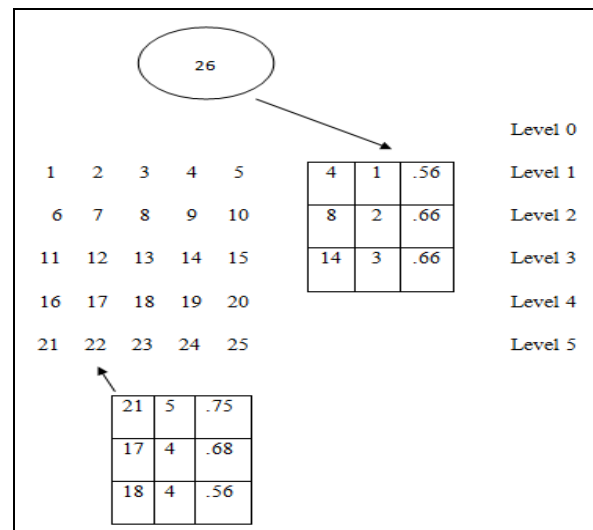 26
Level 0
1 2 3 4 5 4 1 .56 Level 1
6 7 8 9 10 8 2 .66 Level 2
11 12 13 14 15 14 3 .66 Level 3
16 17 18 19 20 Level 4
21 22 23 24 25 Level 5
21 5 .75
17 4 .68
18 4 .56